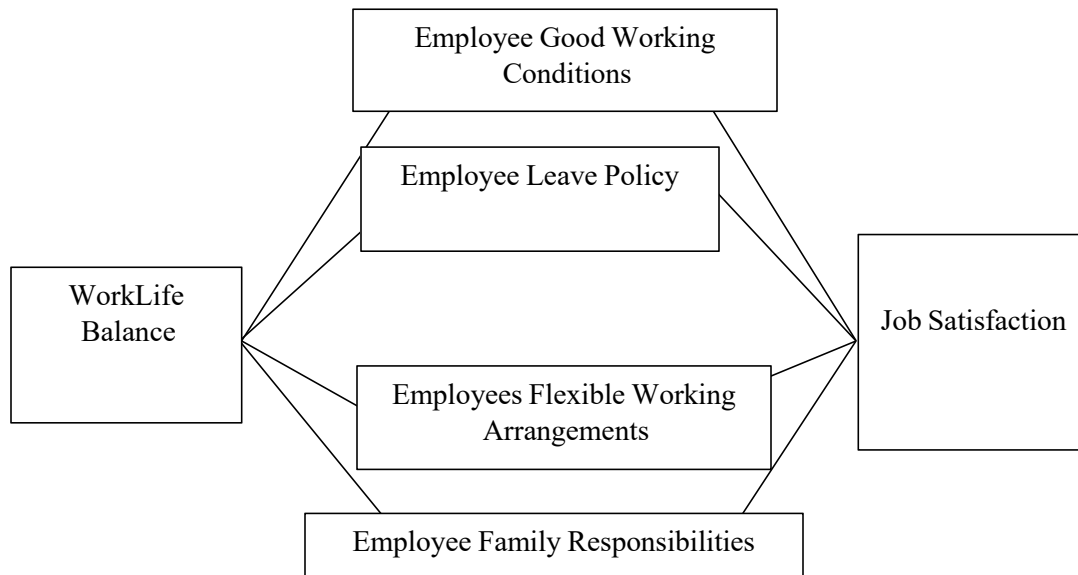 Employee Good Working
Conditions
Employee Leave Policy
WorkLife
Balance
Job Satisfaction
Employees Flexible Working
Arrangements
Employee Family Responsibilities